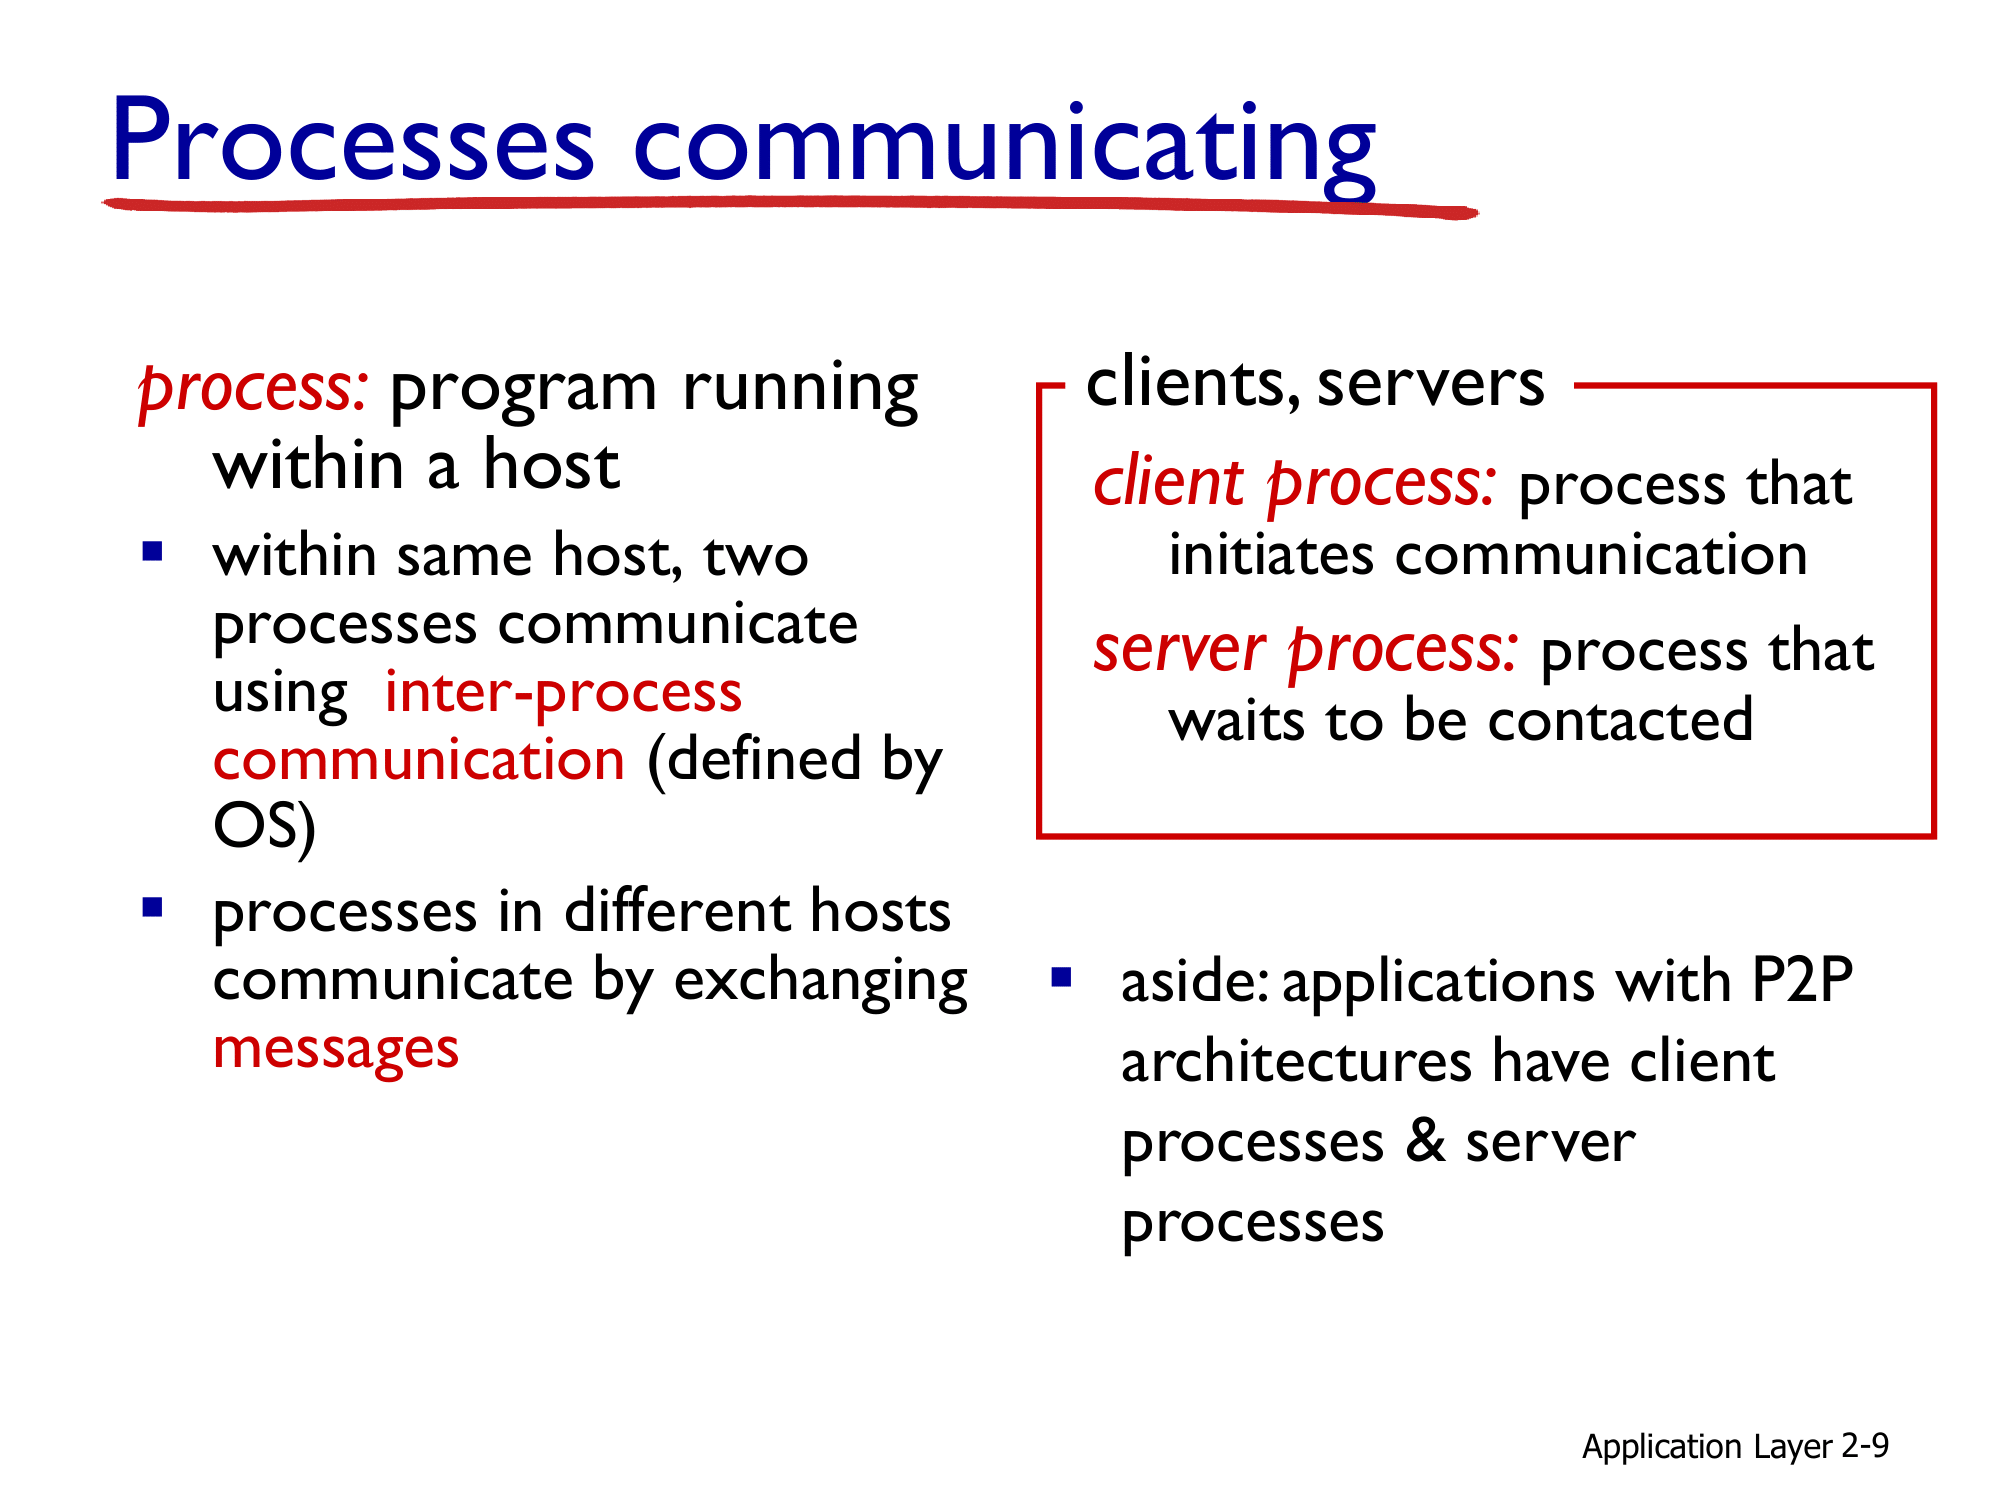 Processes communicating
process: program running
within a host
▪ within same host, two
processes communicate
using  inter-process
communication (defined by
OS)
▪ processes in different hosts
communicate by exchanging
messages
clients, servers
client process: process that
initiates communication
server process: process that
waits to be contacted
▪ aside: applications with P2P
architectures have client
processes & server
processes
Application Layer 2-9